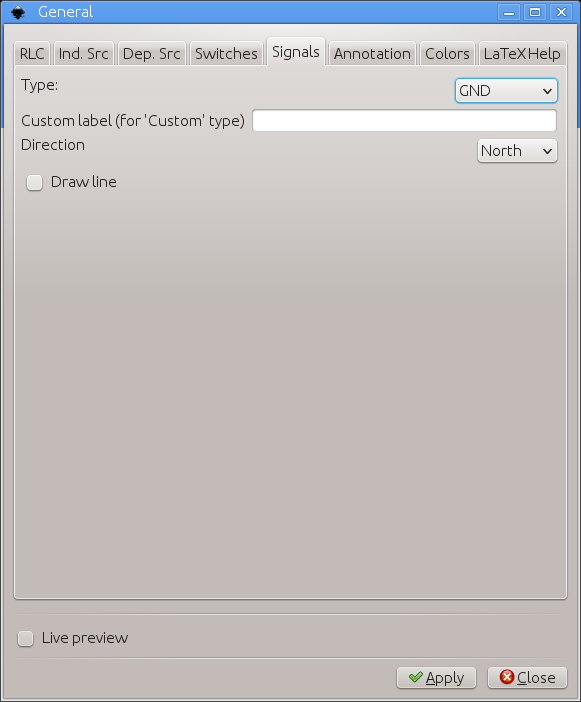 General
RLC Ind. Src Dep. Src Switches Signals Annotation Colors LaTeXHelp
Type: GND
Custom label (for 'Custom' type)
Direction North
Draw line
Live preview
Apply Close